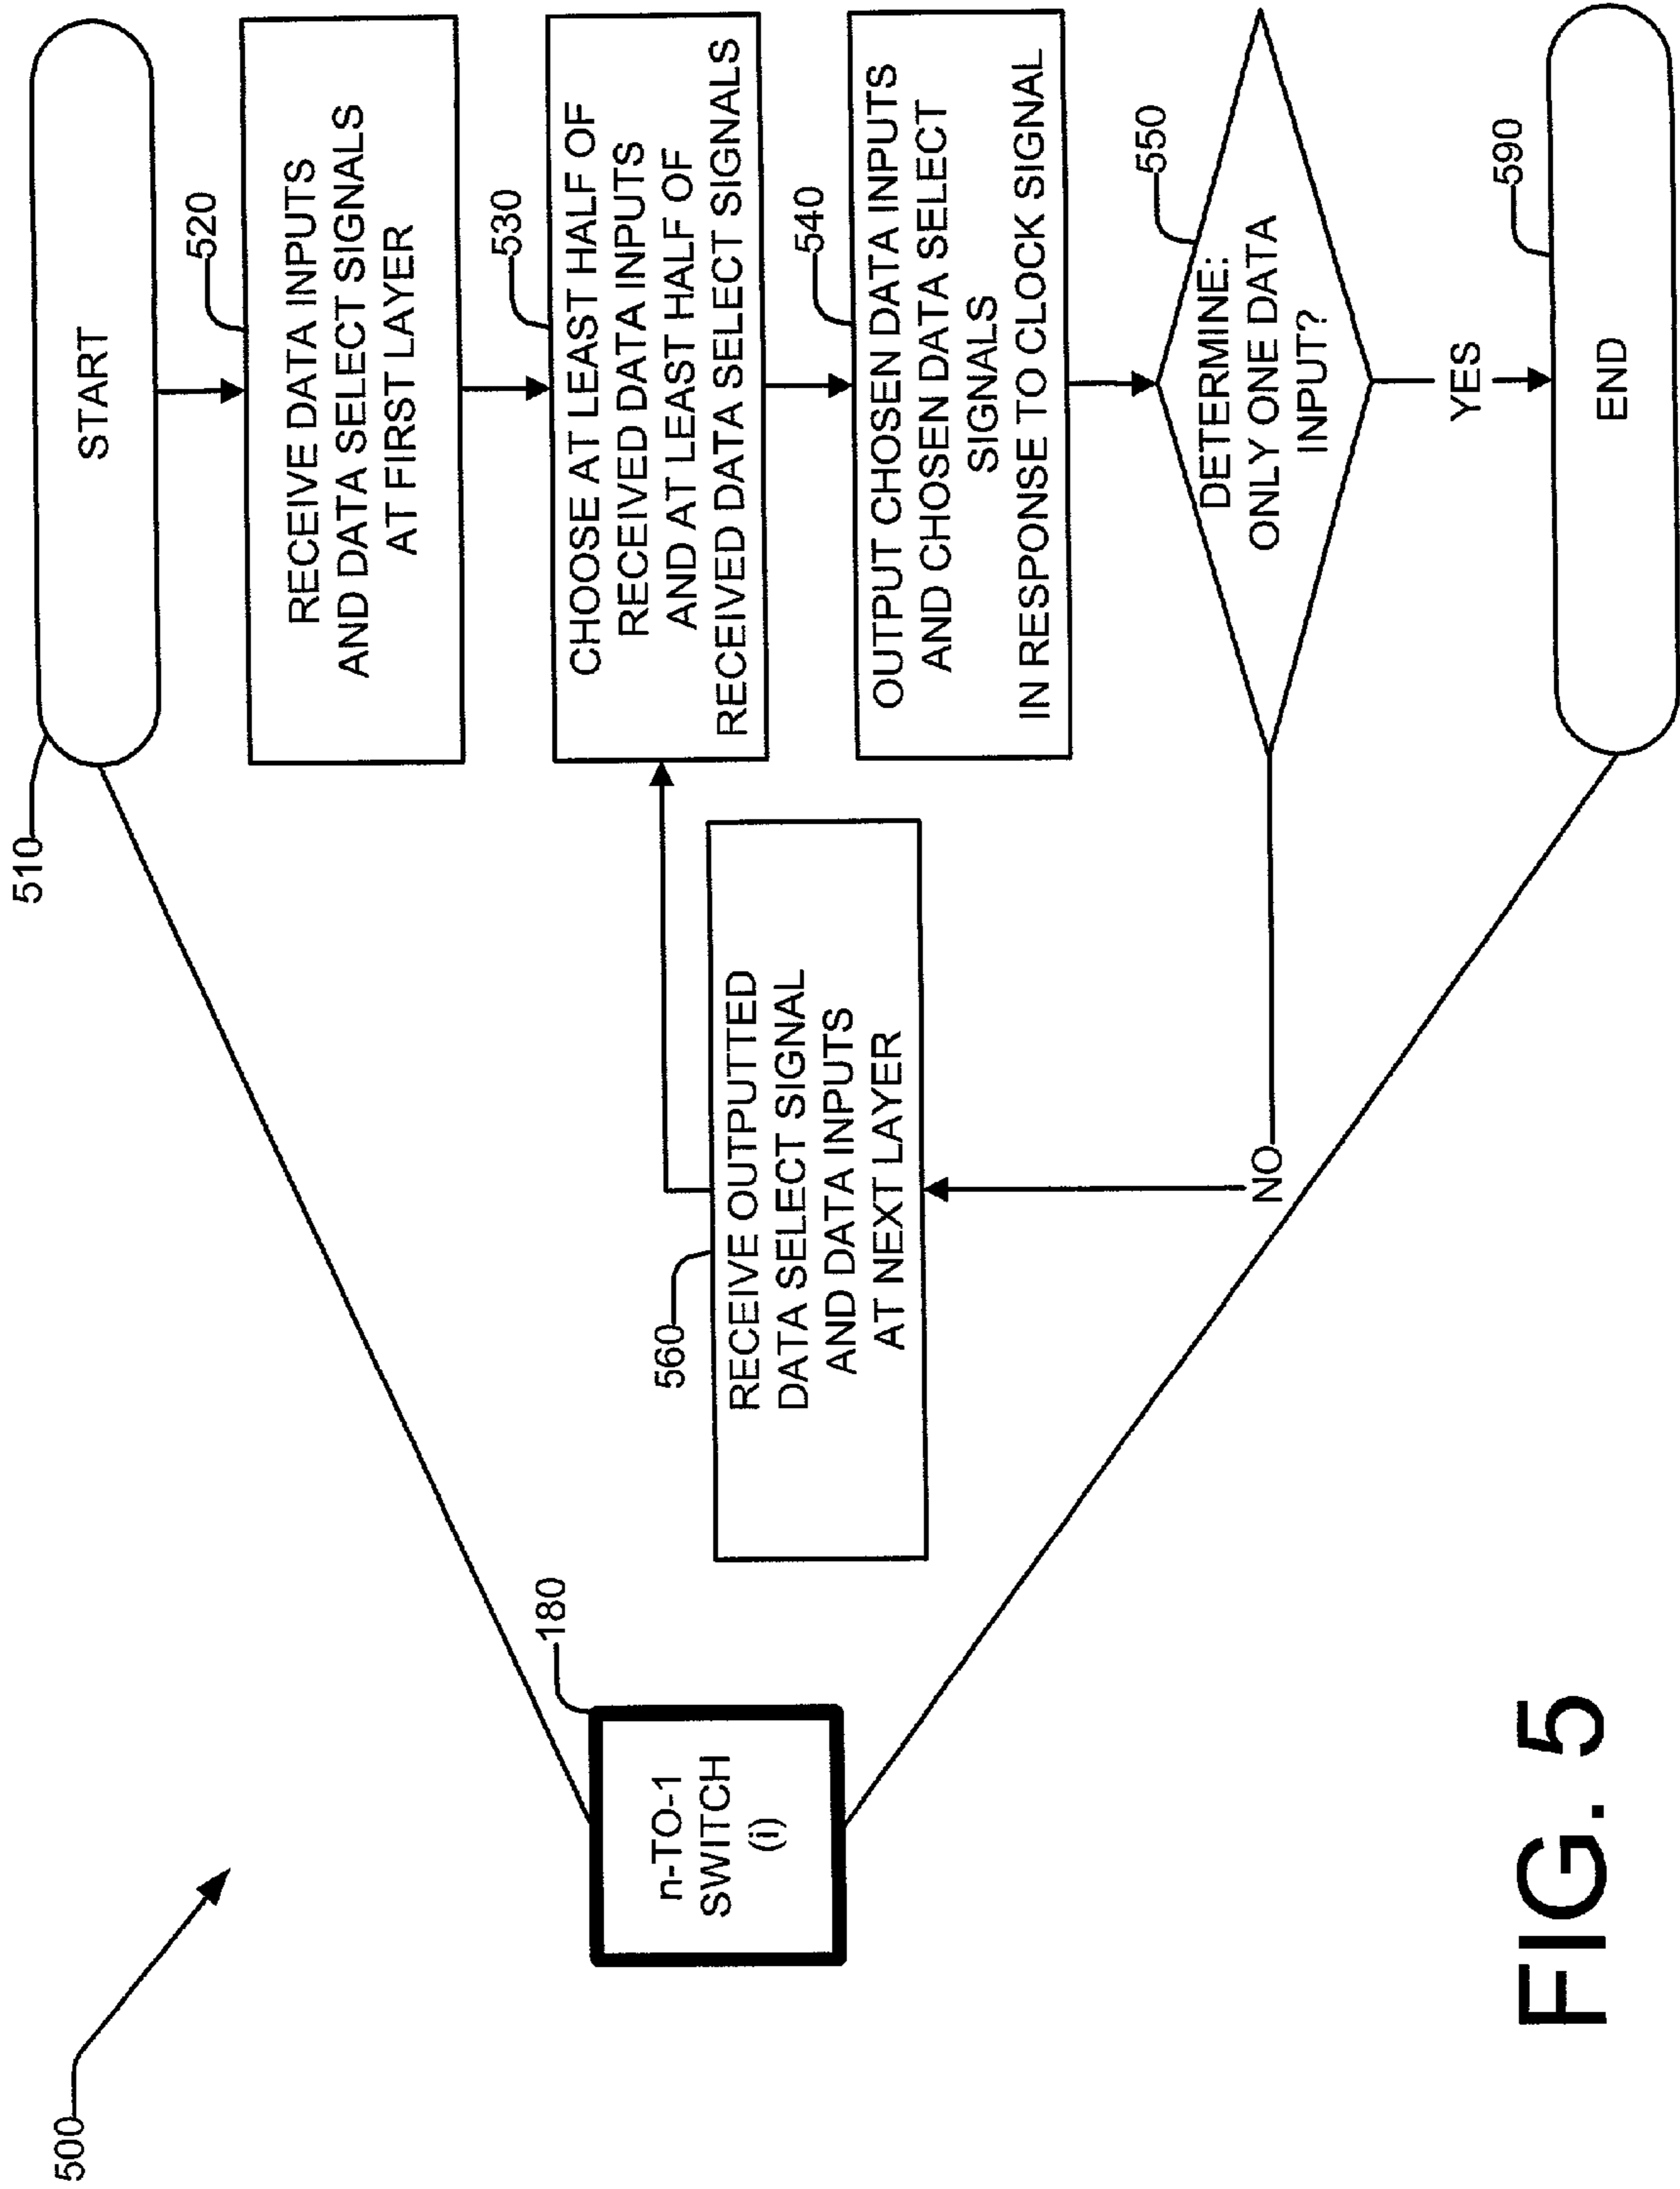 500
510
START
520
RECEIVE DATA INPUTS
AND DATA SELECT SIGNALS
AT FIRST LAYER
530
CHOOSE AT LEAST HALF OF
RECEIVED DATA INPUTS
AND AT LEAST HALF OF
RECEIVED DATA SELECT SIGNALS
540
OUTPUT CHOSEN DATA INPUTS
AND CHOSEN DATA SELECT
SIGNALS
IN RESPONSE TO CLOCK SIGNAL
550
DETERMINE:
ONLY ONE DATA
INPUT?
YES
NO
560
RECEIVE OUTPUTTED
DATA SELECT SIGNAL
AND DATA INPUTS
AT NEXT LAYER
590
END
180
n-TO-1
SWITCH
(i)
FIG. 5